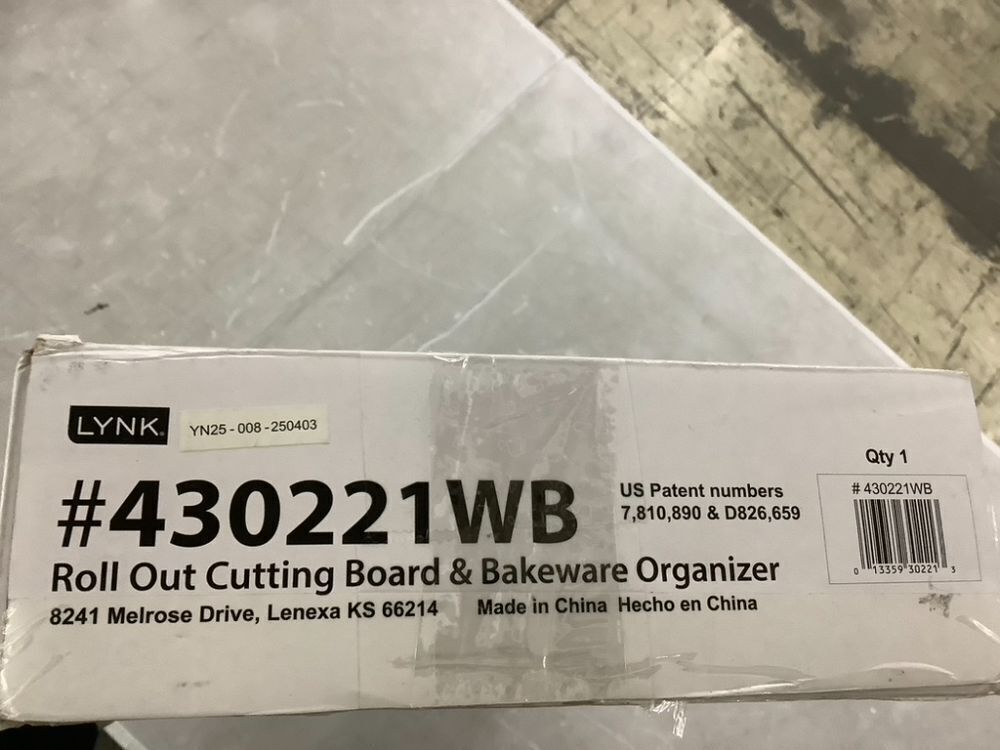 LYNK.
YN25-008-250403
#430221WB
Roll Out Cutting Board & Bakeware Organizer
8241 Melrose Drive, Lenexa KS 66214 Made in China Hecho en China
US Patent numbers
7,810,890 & D826,659
Qty 1
# 430221WB
0 13359 30221 3